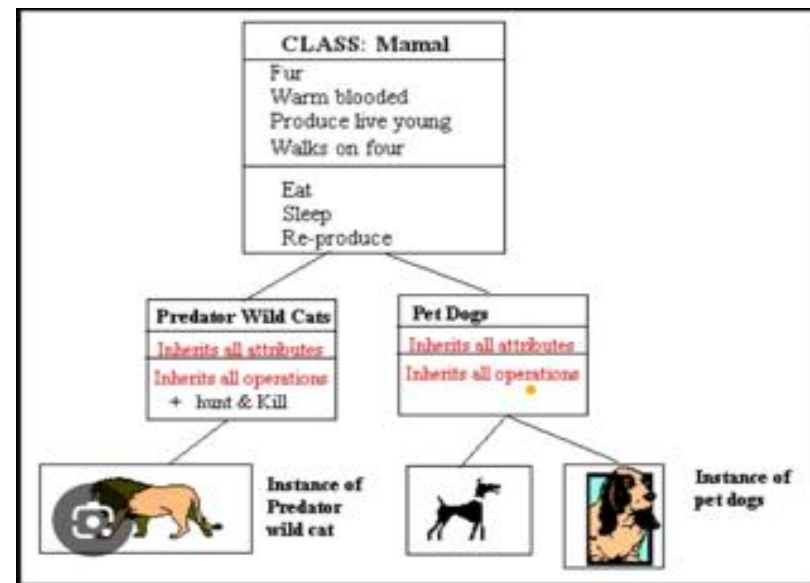 CLASS: Mamal
Fur
Warm blooded
Produce live young
Walks on four
Eat
Sleep
Re-produce
Predator Wild Cats
Inherits all attributes
Inherits all operations
+ hunt & Kill
Pet Dogs
Inherits all attributes
Inherits all operations
Instance of
Predator
wild cat
Instance of
pet dogs